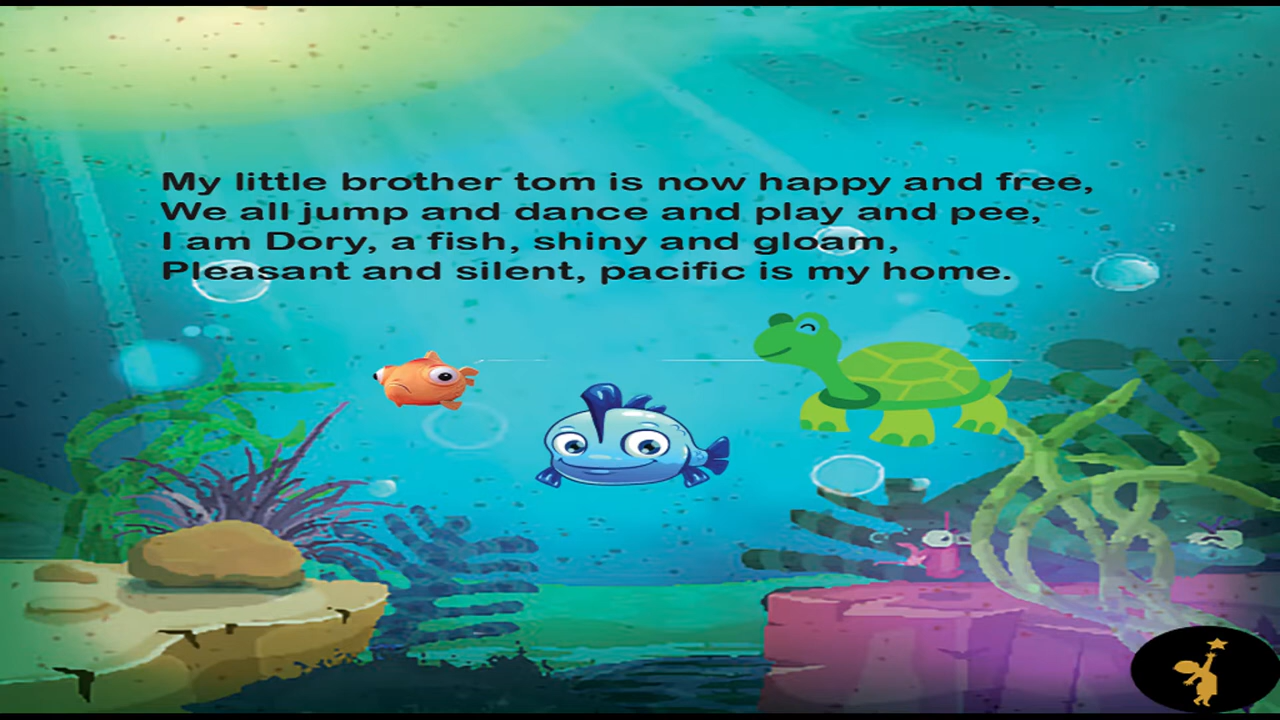 My little brother tom is now happy and free,
We all jump and dance and play and pee,
I am Dory, a fish, shiny and gloam,
Pleasant and silent, pacific is my home.